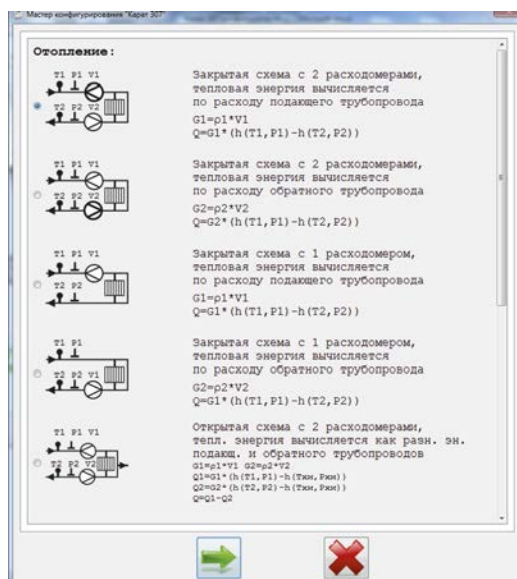 Мастер конфигурирования "Карат 307"
Отопление:
T1 P1 V1
T2 P2 V2
Закрытая схема с 2 расходомерами,
тепловая энергия вычисляется
по расходу подающего трубопровода
G1=ρ1*V1
Q=G1*(h(T1,P1)-h(T2,P2))
T1 P1 V1
T2 P2 V2
Закрытая схема с 2 расходомерами,
тепловая энергия вычисляется
по расходу обратного трубопровода
G2=ρ2*V2
Q=G2*(h(T1,P1)-h(T2,P2))
T1 P1 V1
T2 P2
Закрытая схема с 1 расходомером,
тепловая энергия вычисляется
по расходу подающего трубопровода
G1=ρ1*V1
Q=G1*(h(T1,P1)-h(T2,P2))
T1 P1
T2 P2 V2
Закрытая схема с 1 расходомером,
тепловая энергия вычисляется
по расходу обратного трубопровода
G2=ρ2*V2
Q=G1*(h(T1,P1)-h(T2,P2))
T1 P1 V1
T2 P2 V2
Открытая схема с 2 расходомерами,
тепл. энергия вычисляется как разн. эн.
подающ. и обратного трубопроводов
G1=ρ1*V1 G2=ρ2*V2
Q1=G1*(h(T1,P1)-h(Tхи,Pхи))
Q2=G2*(h(T2,P2)-h(Tхи,Pхи))
Q=Q1-Q2